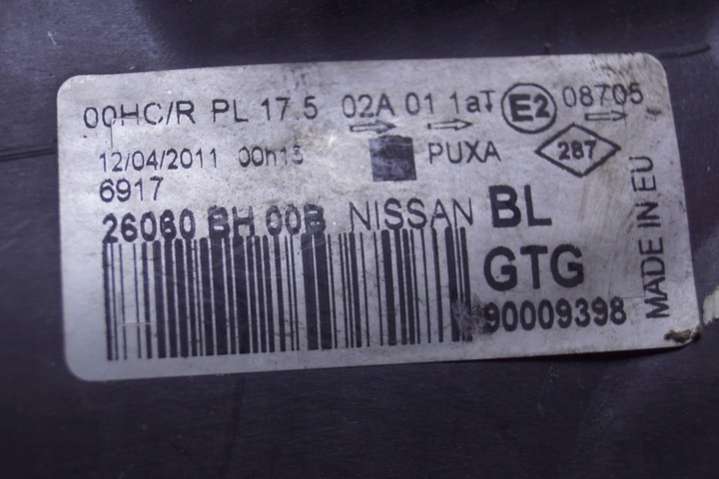 00HC/R PL 17.5 02A 01 1aT E2 08705
12/04/2011 00h15 PUXA 287
6917
26060 BH 00B NISSAN BL
GTG
90009398
MADE IN EU